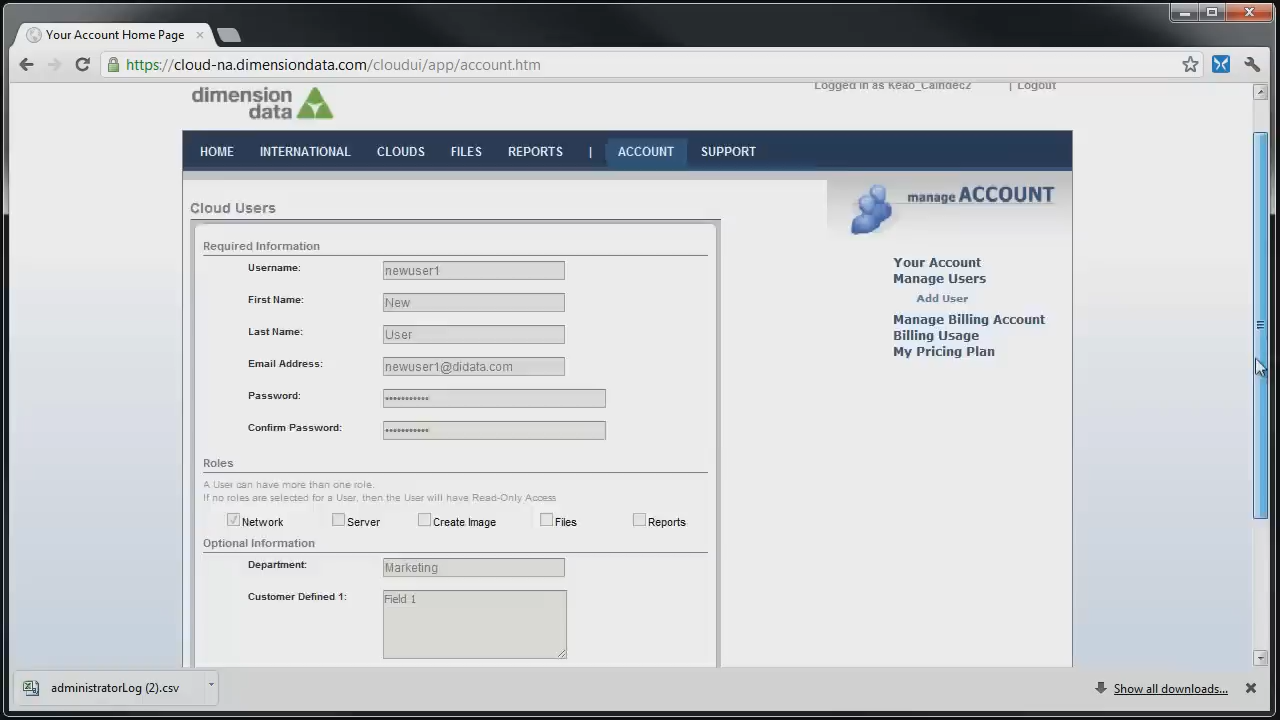 Your Account Home Page
https://cloud-na.dimensiondata.com/cloudui/app/account.htm
dimension
data
Logged in as Keao_Caindec2 | Logout
HOME INTERNATIONAL CLOUDS FILES REPORTS | ACCOUNT SUPPORT
manage ACCOUNT
Cloud Users
Required Information
Username: newuser1
First Name: New
Last Name: User
Email Address: newuser1@didata.com
Password: •••••••••••
Confirm Password: •••••••••••
Roles
A User can have more than one role.
If no roles are selected for a User, then the User will have Read-Only Access
Network Server Create Image Files Reports
Optional Information
Department: Marketing
Customer Defined 1: Field 1
Your Account
Manage Users
Add User
Manage Billing Account
Billing Usage
My Pricing Plan
administratorLog (2).csv
Show all downloads...